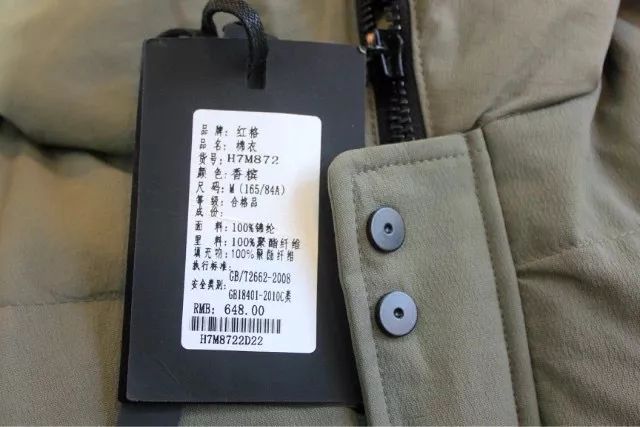 品牌: 红格
品名: 棉衣
货号: H7M872
颜色: 香槟
尺码: M (165/84A)
等级: 合格品
成份:
面料: 100%锦纶
里料: 100%聚酯纤维
填充物: 100%聚酯纤维
执行标准:
GB/T2662-2008
安全类别:
GB18401-2010C类
RMB: 648.00
H7M8722D22